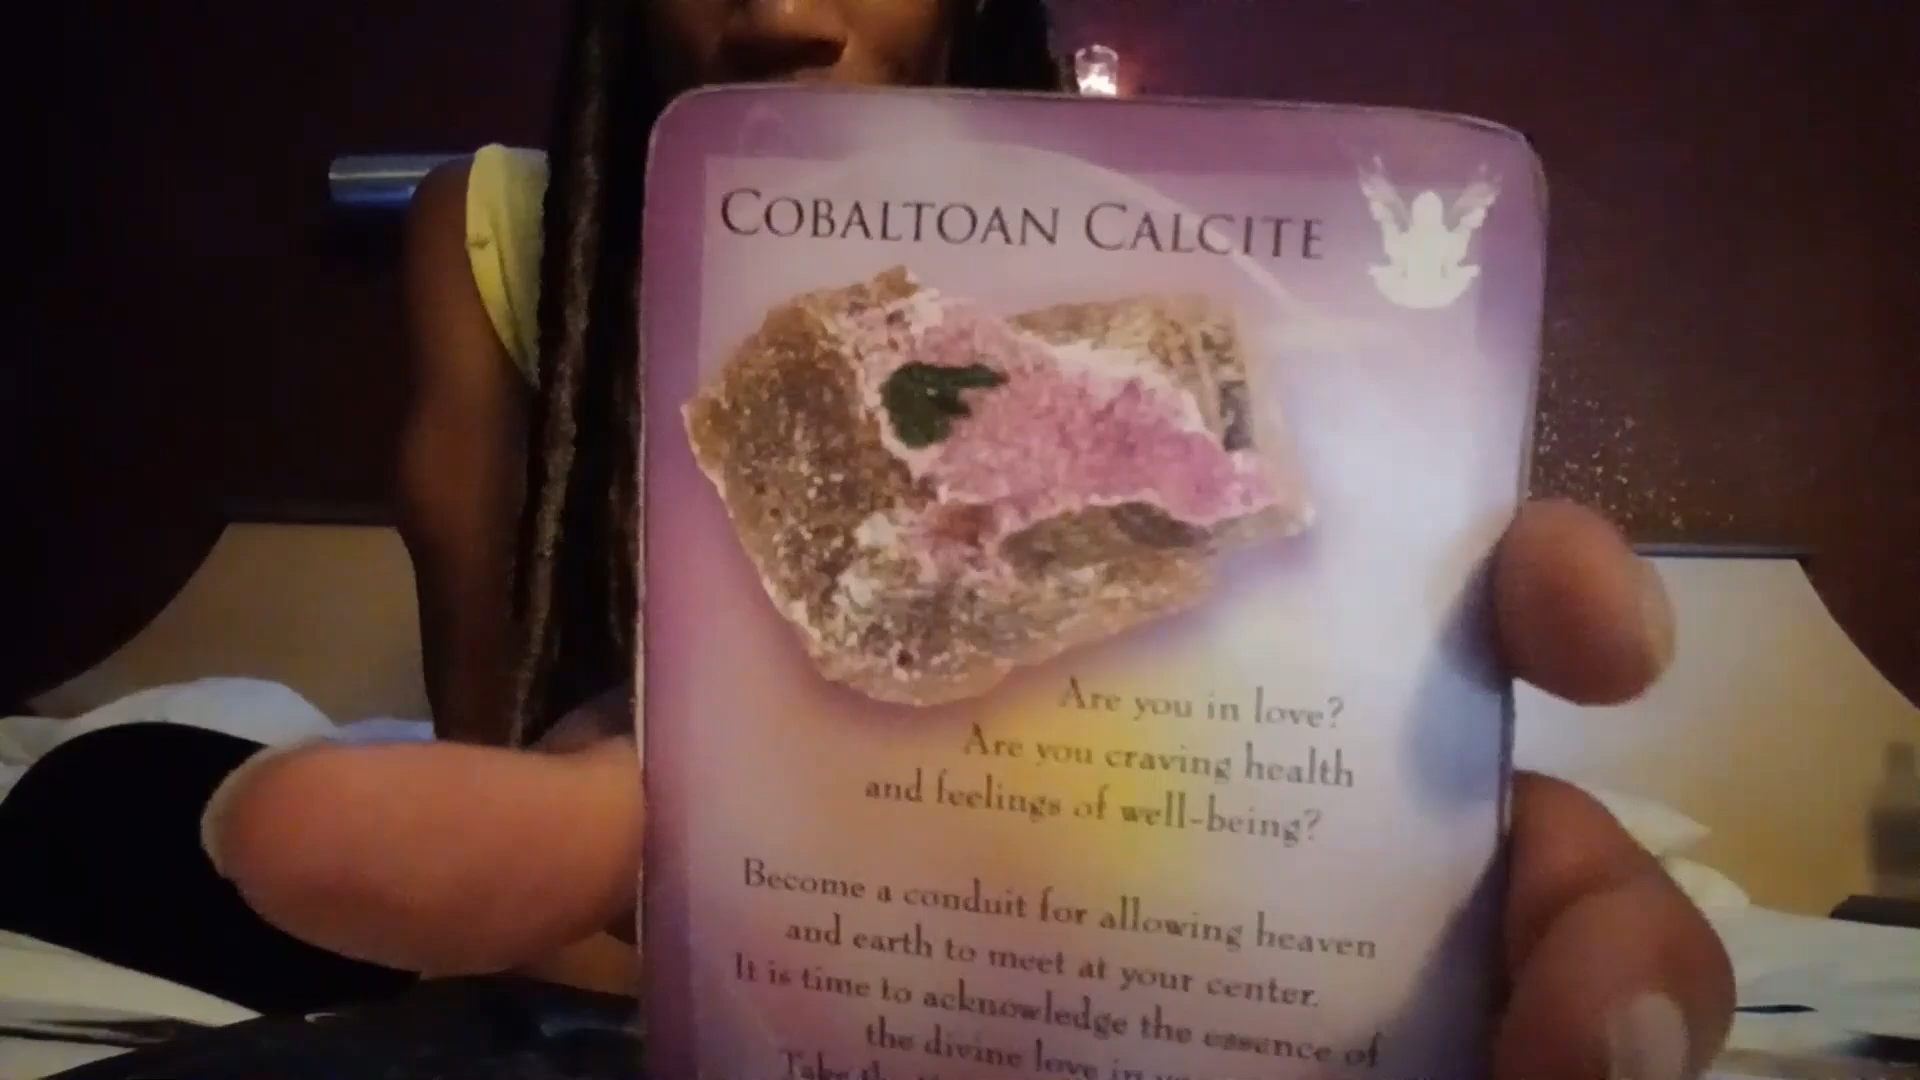 COBALTOAN CALCITE
Are you in love?
Are you craving health
and feelings of well-being?
Become a conduit for allowing heaven
and earth to meet at your center.
It is time to acknowledge the essence of
the divine love in
Take